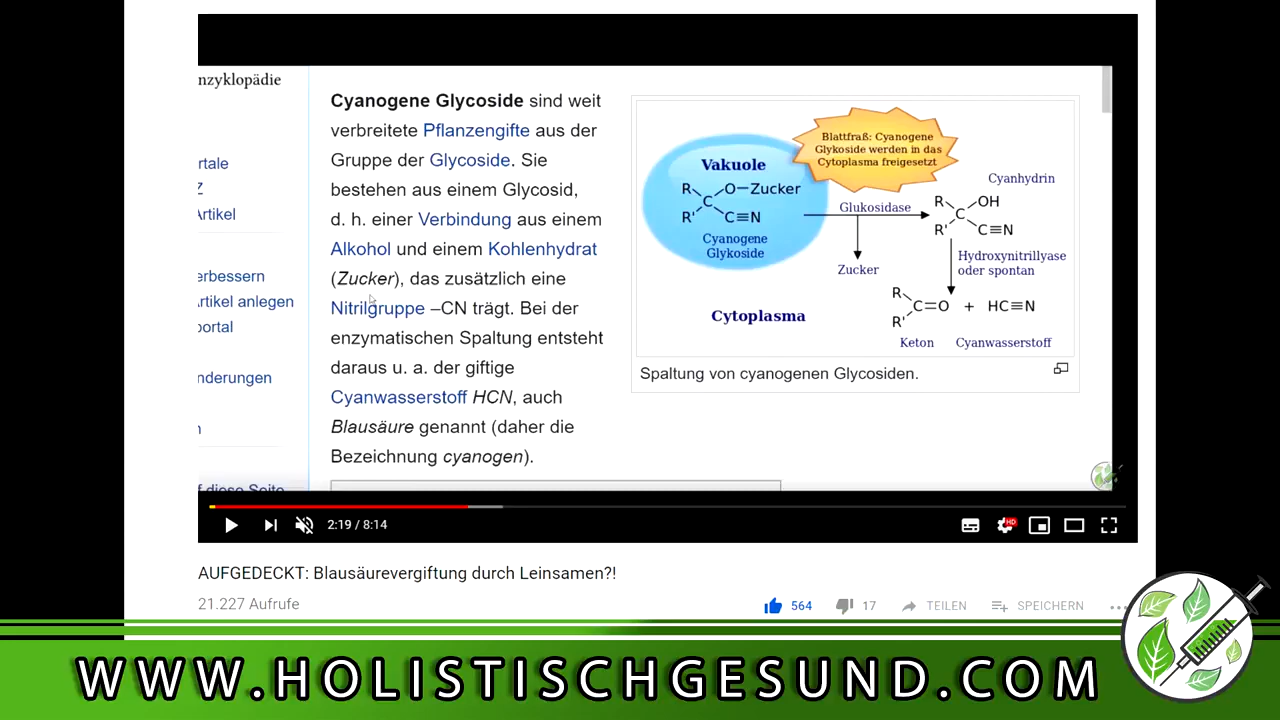 nzyklopädie
rtale
Z
Artikel
erbessern
Artikel anlegen
portal
nderungen
n
f diese Seite
Cyanogene Glycoside sind weit
verbreitete Pflanzengifte aus der
Gruppe der Glycoside. Sie
bestehen aus einem Glycosid,
d. h. einer Verbindung aus einem
Alkohol und einem Kohlenhydrat
(Zucker), das zusätzlich eine
Nitrilgruppe –CN trägt. Bei der
enzymatischen Spaltung entsteht
daraus u. a. der giftige
Cyanwasserstoff HCN, auch
Blausäure genannt (daher die
Bezeichnung cyanogen).
Blattfraß: Cyanogene
Glykoside werden in das
Cytoplasma freigesetzt
Vakuole
R O–Zucker
C
R' C≡N
Cyanogene
Glykoside
Glukosidase
Zucker
Cyanhydrin
R OH
C
R' C≡N
Hydroxynitrillyase
oder spontan
R
C=O + HC≡N
R'
Keton Cyanwasserstoff
Cytoplasma
Spaltung von cyanogenen Glycosiden.
2:19 / 8:14
HD
AUFGEDECKT: Blausäurevergiftung durch Leinsamen?!
21.227 Aufrufe
564 17 TEILEN SPEICHERN
WWW.HOLISTISCHGESUND.COM